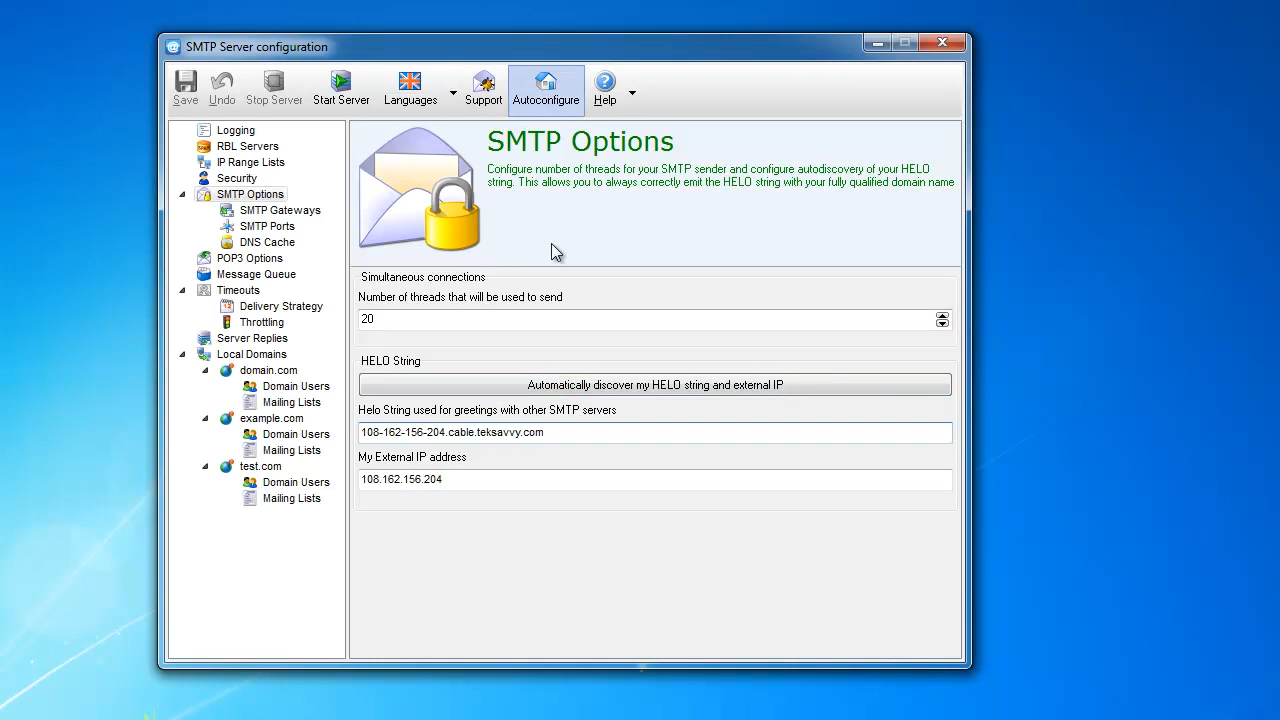 SMTP Server configuration
Save
Undo
Stop Server
Start Server
Languages
Support
Autoconfigure
Help
Logging
RBL Servers
IP Range Lists
Security
SMTP Options
SMTP Gateways
SMTP Ports
DNS Cache
POP3 Options
Message Queue
Timeouts
Delivery Strategy
Throttling
Server Replies
Local Domains
domain.com
Domain Users
Mailing Lists
example.com
Domain Users
Mailing Lists
test.com
Domain Users
Mailing Lists
SMTP Options
Configure number of threads for your SMTP sender and configure autodiscovery of your HELO
string. This allows you to always correctly emit the HELO string with your fully qualified domain name
Simultaneous connections
Number of threads that will be used to send
20
HELO String
Automatically discover my HELO string and external IP
Helo String used for greetings with other SMTP servers
108-162-156-204.cable.teksavvy.com
My External IP address
108.162.156.204